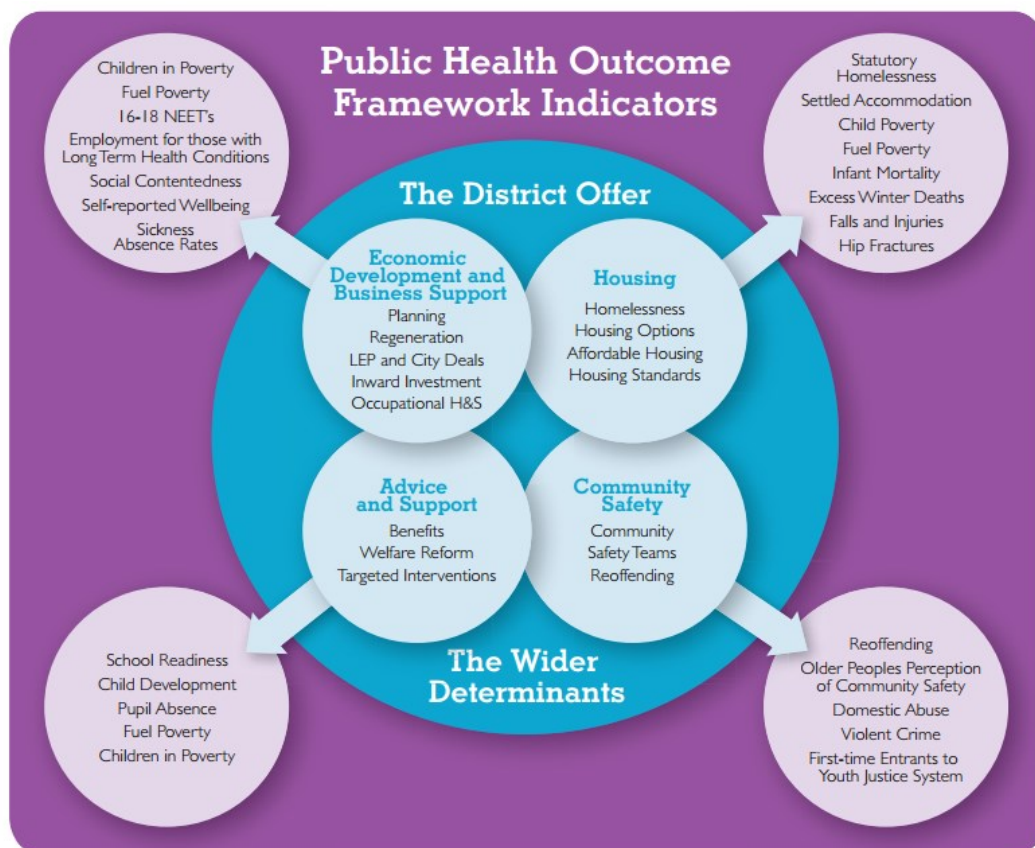 Public Health Outcome
Framework Indicators
Children in Poverty
Fuel Poverty
16-18 NEET's
Employment for those with
Long Term Health Conditions
Social Contentedness
Self-reported Wellbeing
Sickness
Absence Rates
Statutory
Homelessness
Settled Accommodation
Child Poverty
Fuel Poverty
Infant Mortality
Excess Winter Deaths
Falls and Injuries
Hip Fractures
The District Offer
Economic
Development and
Business Support
Planning
Regeneration
LEP and City Deals
Inward Investment
Occupational H&S
Housing
Homelessness
Housing Options
Affordable Housing
Housing Standards
Advice
and Support
Benefits
Welfare Reform
Targeted Interventions
Community
Safety
Community
Safety Teams
Reoffending
The Wider
Determinants
School Readiness
Child Development
Pupil Absence
Fuel Poverty
Children in Poverty
Reoffending
Older Peoples Perception
of Community Safety
Domestic Abuse
Violent Crime
First-time Entrants to
Youth Justice System